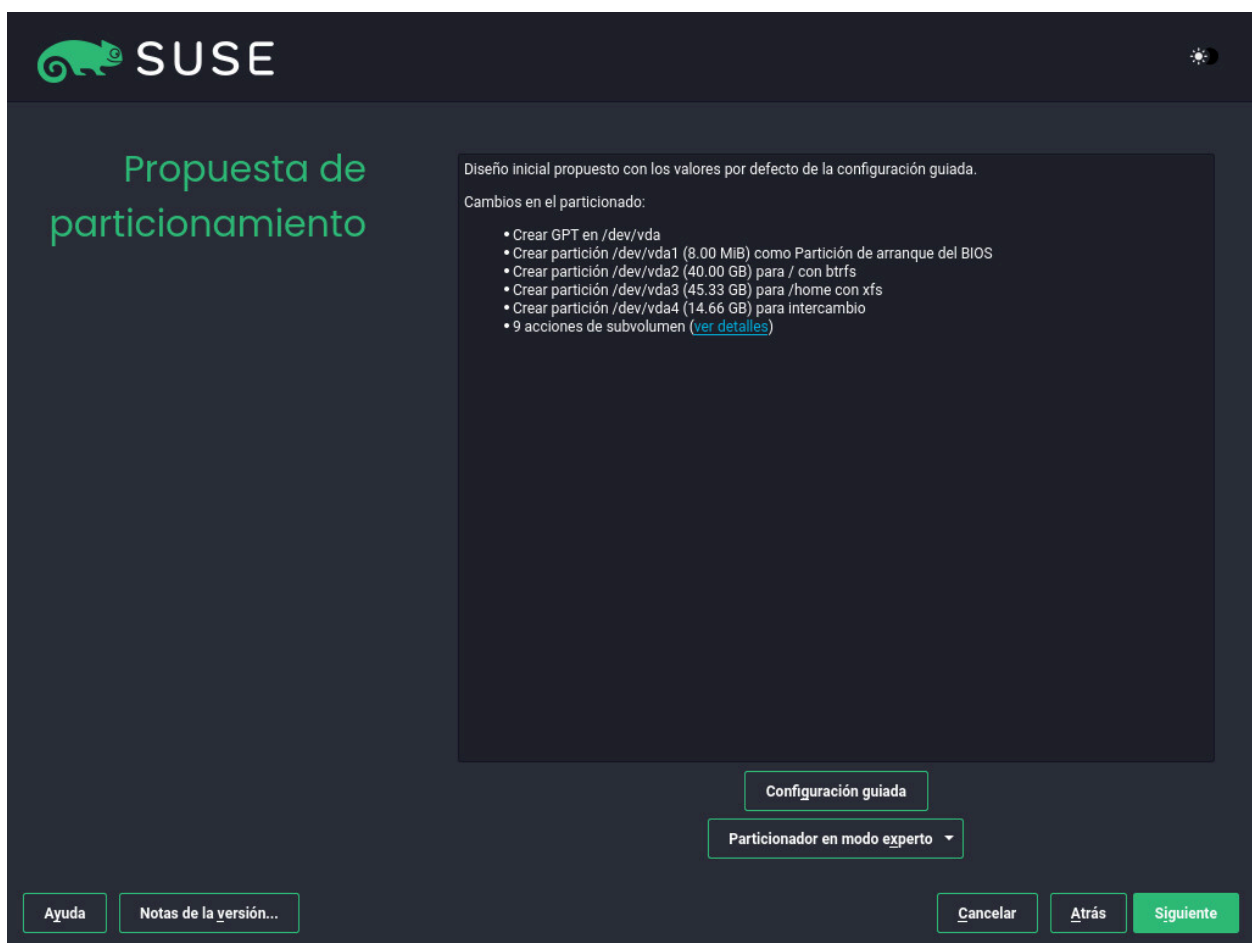 SUSE
Propuesta de
particionamiento
Diseño inicial propuesto con los valores por defecto de la configuración guiada.
Cambios en el particionado:
• Crear GPT en /dev/vda
• Crear partición /dev/vda1 (8.00 MiB) como Partición de arranque del BIOS
• Crear partición /dev/vda2 (40.00 GB) para / con btrfs
• Crear partición /dev/vda3 (45.33 GB) para /home con xfs
• Crear partición /dev/vda4 (14.66 GB) para intercambio
• 9 acciones de subvolumen (ver detalles)
Configuración guiada
Particionador en modo experto
Ayuda
Notas de la versión...
Cancelar
Atrás
Siguiente